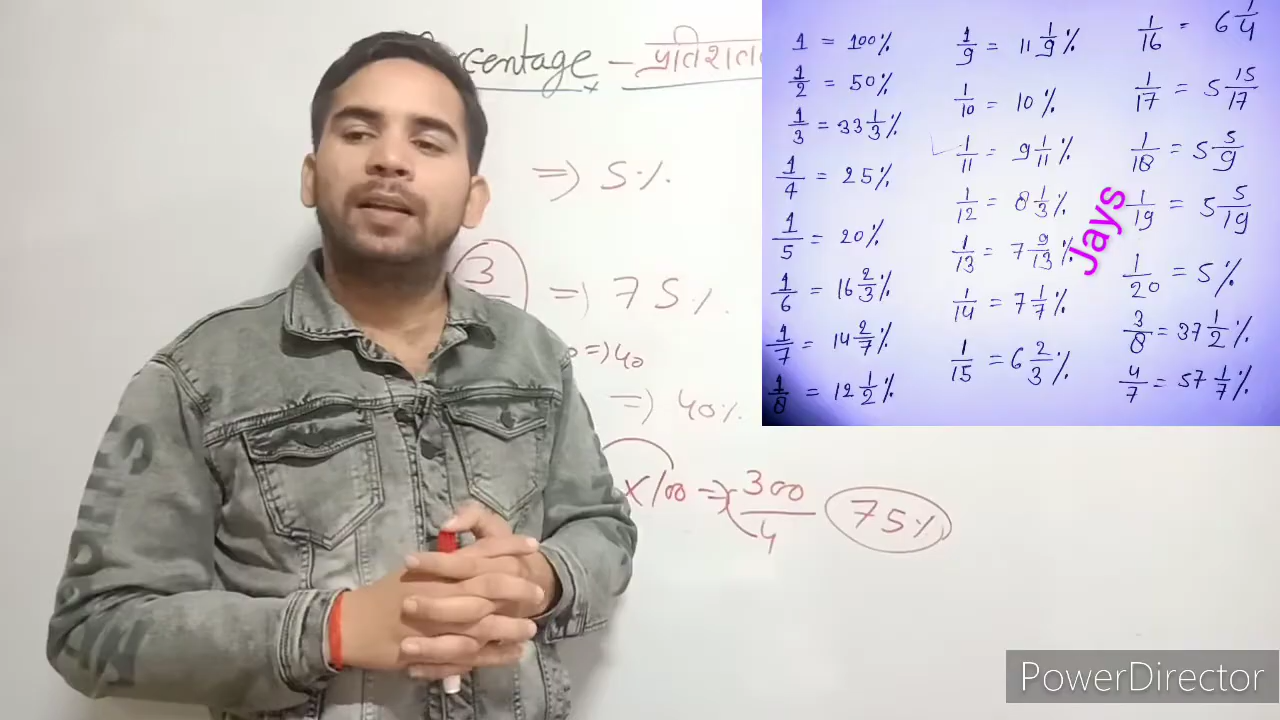 Percentage - प्रतिशत
=> 5%
3
=> 75%
=> 40
=> 40%
x100 => 300/4 75%
1 = 100%
1/2 = 50%
1/3 = 33 1/3%
1/4 = 25%
1/5 = 20%
1/6 = 16 2/3%
1/7 = 14 2/7%
1/8 = 12 1/2%
1/9 = 11 1/9%
1/10 = 10%
1/11 = 9 1/11%
1/12 = 8 1/3%
1/13 = 7 9/13%
1/14 = 7 1/7%
1/15 = 6 2/3%
1/16 = 6 1/4
1/17 = 5 15/17
1/18 = 5 5/9
1/19 = 5 5/19
1/20 = 5%
3/8 = 37 1/2%
4/7 = 57 1/7%
Jays
PowerDirector